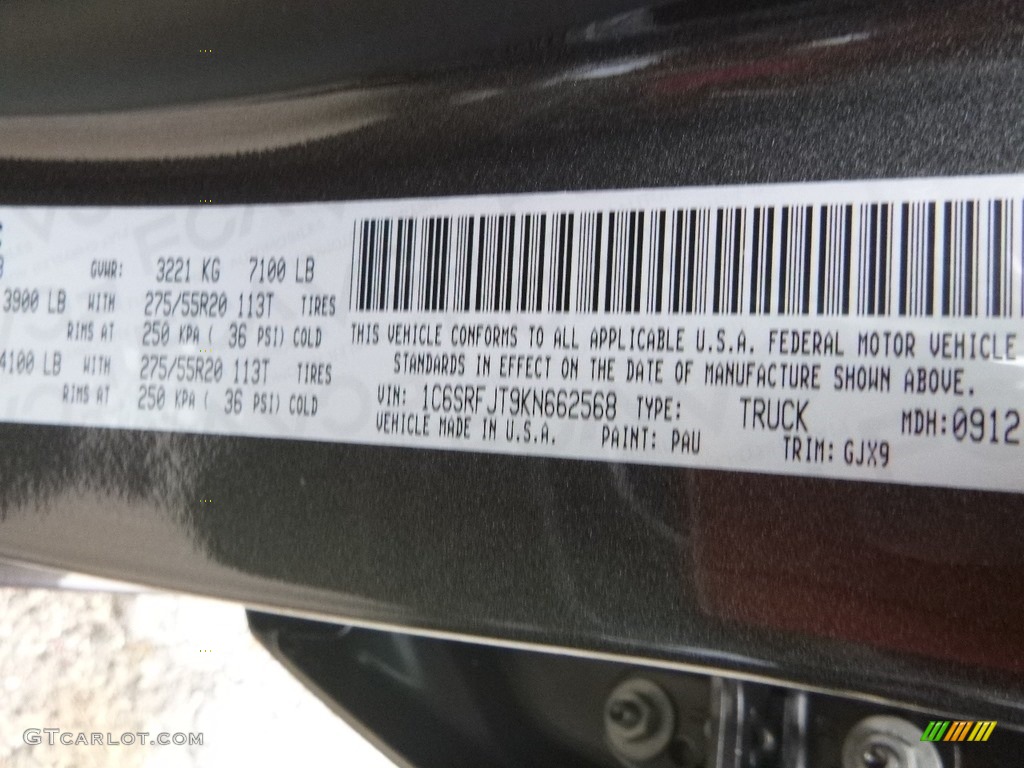 GVWR: 3221 KG 7100 LB
3900 LB WITH 275/55R20 113T TIRES
RIMS AT 250 KPA ( 36 PSI) COLD
4100 LB WITH 275/55R20 113T TIRES
RIMS AT 250 KPA ( 36 PSI) COLD
THIS VEHICLE CONFORMS TO ALL APPLICABLE U.S.A. FEDERAL MOTOR VEHICLE
STANDARDS IN EFFECT ON THE DATE OF MANUFACTURE SHOWN ABOVE.
VIN: 1C6SRFJT9KN662568 TYPE: TRUCK MDH:0912
VEHICLE MADE IN U.S.A. PAINT: PAU TRIM: GJX9
GTCARLOT.COM